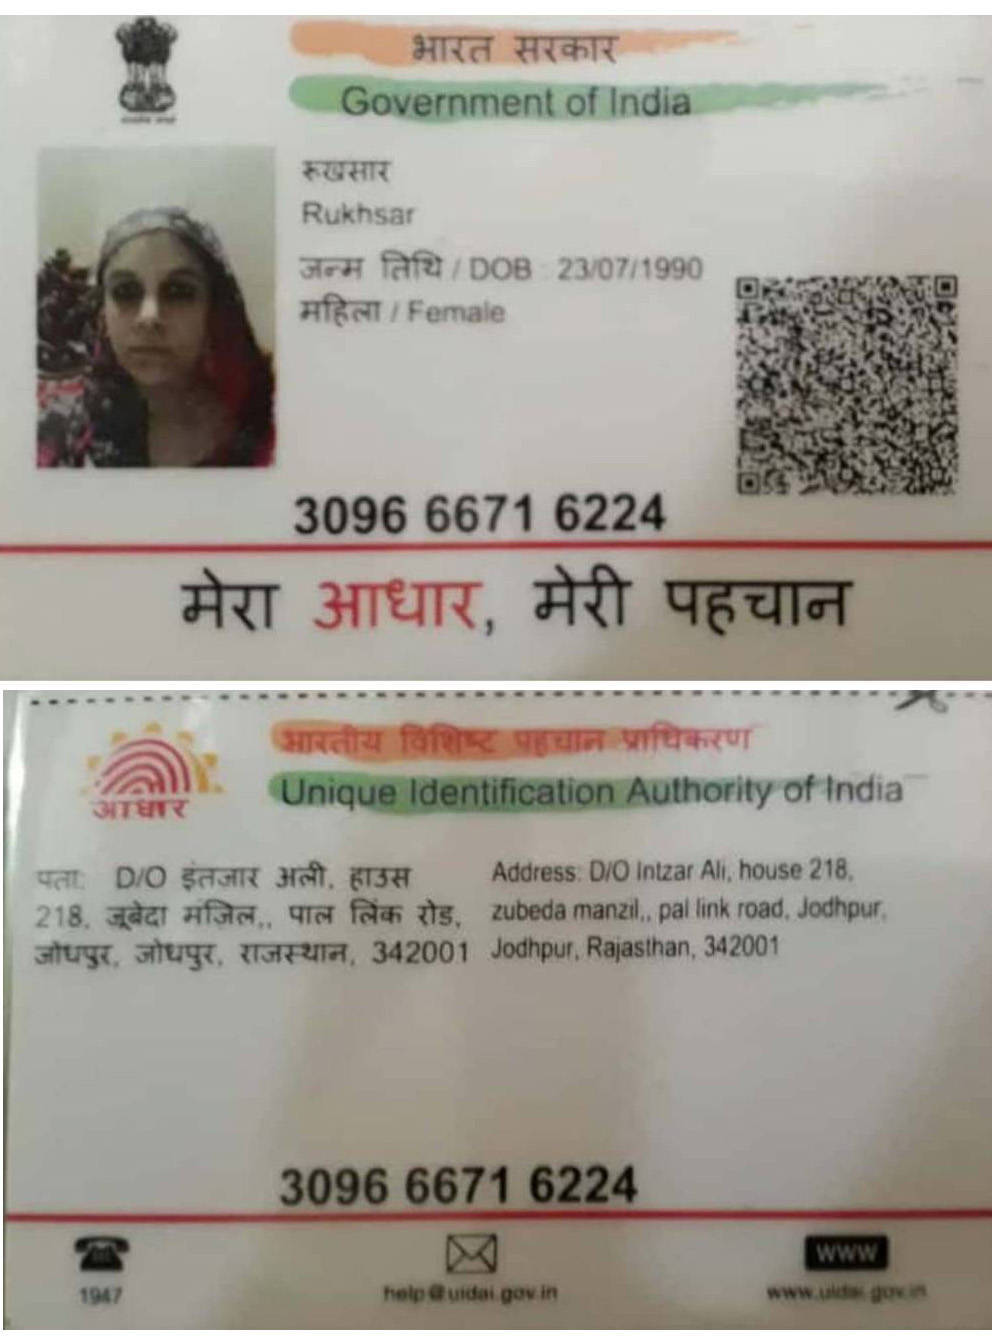 भारत सरकार
Government of India
रुखसार
Rukhsar
जन्म तिथि / DOB : 23/07/1990
महिला / Female
3096 6671 6224
मेरा आधार, मेरी पहचान
भारतीय विशिष्ट पहचान प्राधिकरण
Unique Identification Authority of India
आधार
पता: D/O इंतजार अली, हाउस
218, जूबेदा मंजिल,, पाल लिंक रोड,
जोधपुर, जोधपुर, राजस्थान, 342001
Address: D/O Intzar Ali, house 218,
zubeda manzil,, pal link road, Jodhpur,
Jodhpur, Rajasthan, 342001
3096 6671 6224
1947
help@uidai.gov.in
www
www.uidai.gov.in